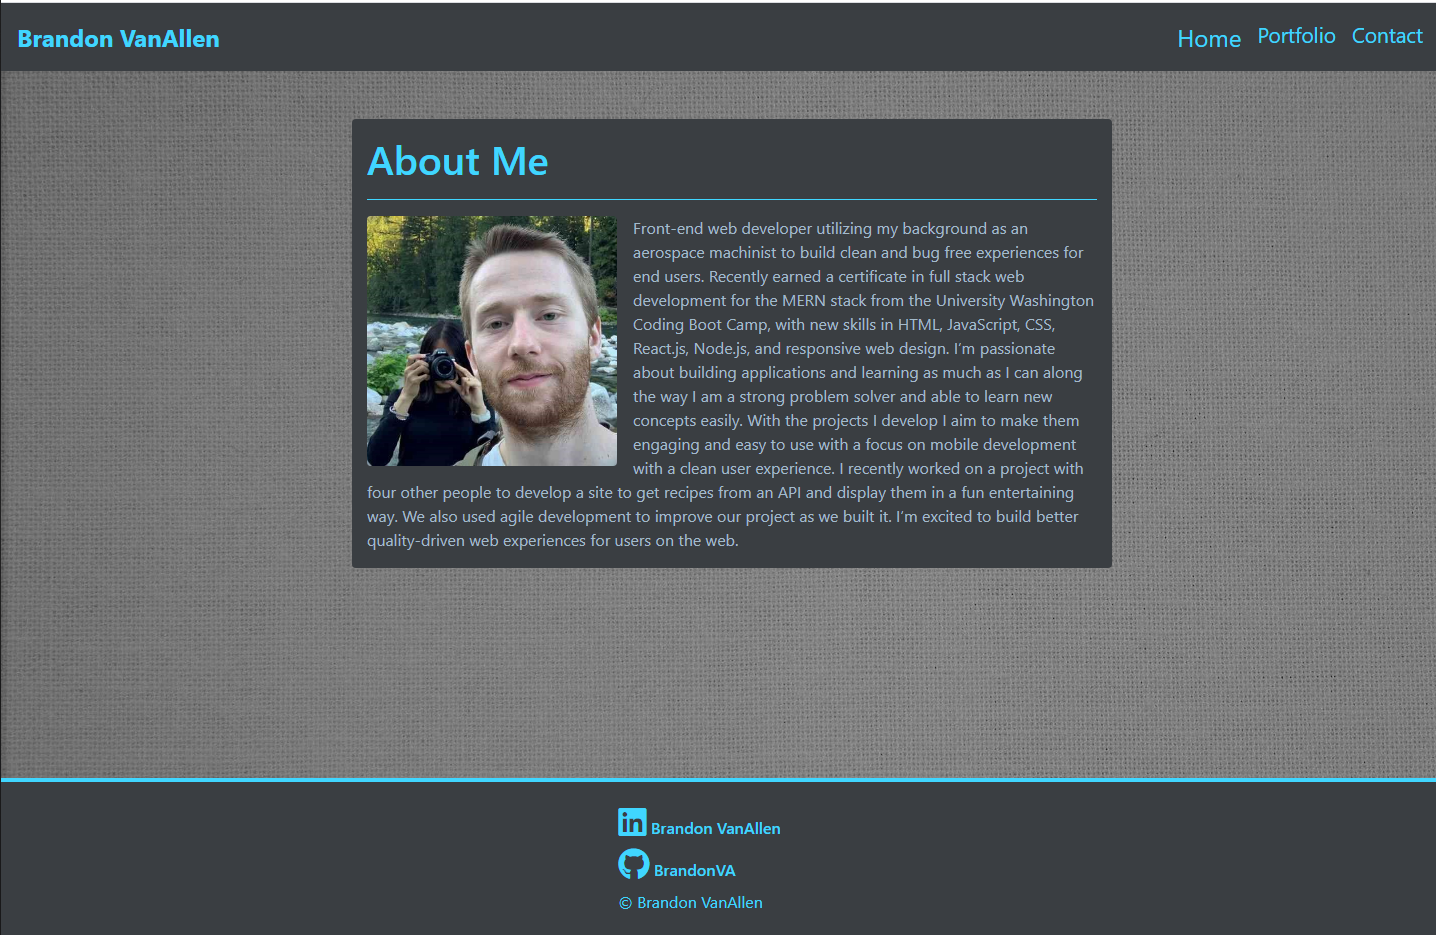 Brandon VanAllen
Home Portfolio Contact
About Me
Front-end web developer utilizing my background as an
aerospace machinist to build clean and bug free experiences for
end users. Recently earned a certificate in full stack web
development for the MERN stack from the University Washington
Coding Boot Camp, with new skills in HTML, JavaScript, CSS,
React.js, Node.js, and responsive web design. I’m passionate
about building applications and learning as much as I can along
the way I am a strong problem solver and able to learn new
concepts easily. With the projects I develop I aim to make them
engaging and easy to use with a focus on mobile development
with a clean user experience. I recently worked on a project with
four other people to develop a site to get recipes from an API and display them in a fun entertaining
way. We also used agile development to improve our project as we built it. I’m excited to build better
quality-driven web experiences for users on the web.
in Brandon VanAllen
BrandonVA
© Brandon VanAllen